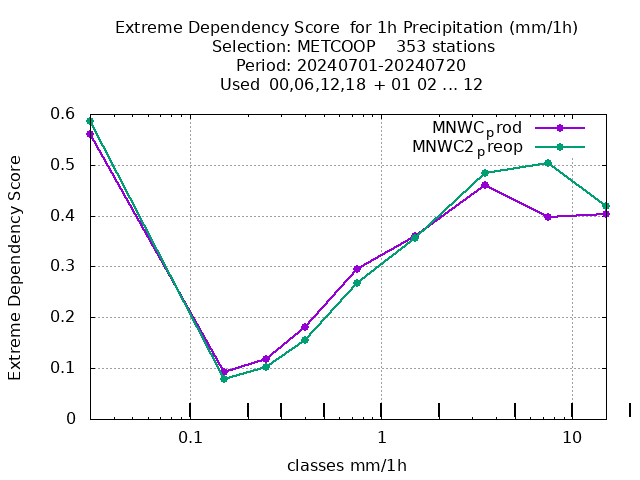 Extreme Dependency Score  for 1h Precipitation (mm/1h)
Selection: METCOOP    353 stations
Period: 20240701-20240720
Used  00,06,12,18 + 01 02 ... 12
MNWCprod
MNWC2preop
Extreme Dependency Score
0.6
0.5
0.4
0.3
0.2
0.1
0
0.1
1
10
classes mm/1h